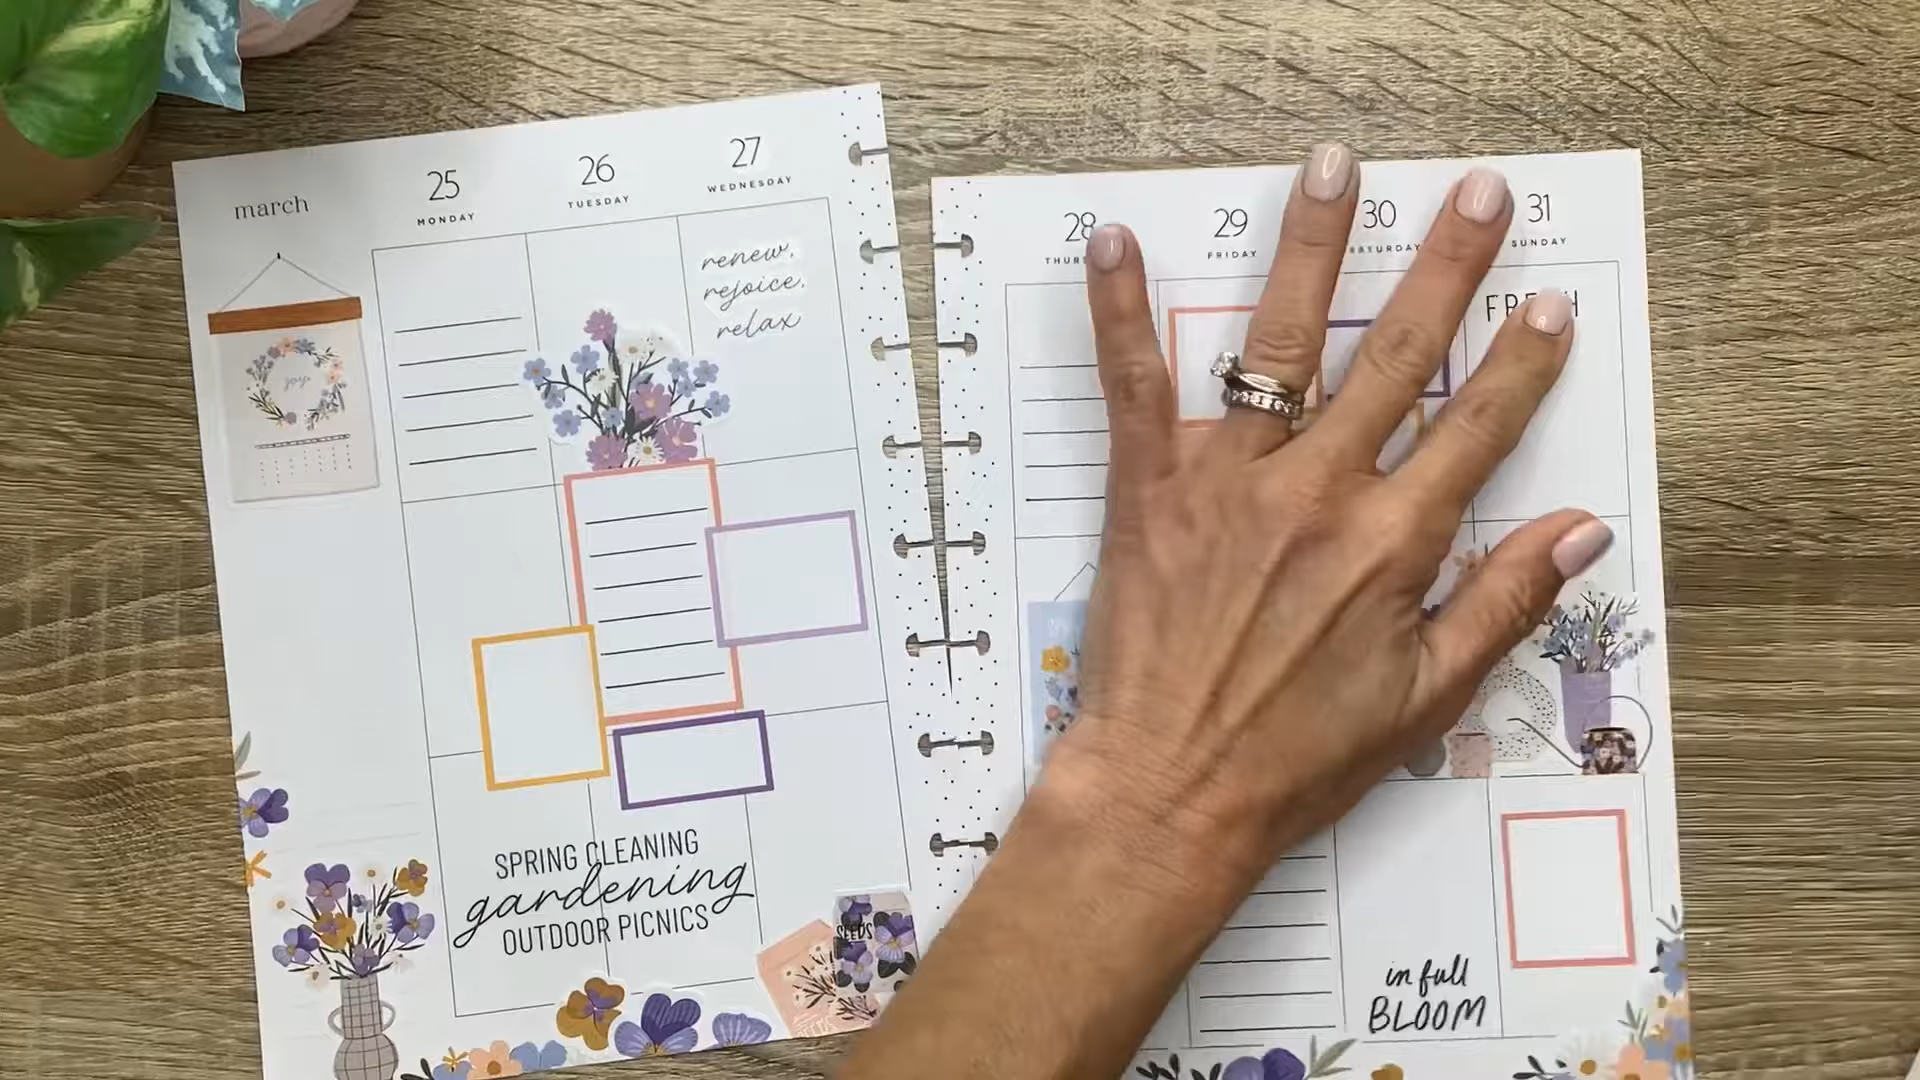 march
25
MONDAY
26
TUESDAY
27
WEDNESDAY
joy
renew,
rejoice,
relax
SPRING CLEANING
gardening
OUTDOOR PICNICS
SEEDS
28
29
FRIDAY
30
31
SUNDAY
in full
BLOOM